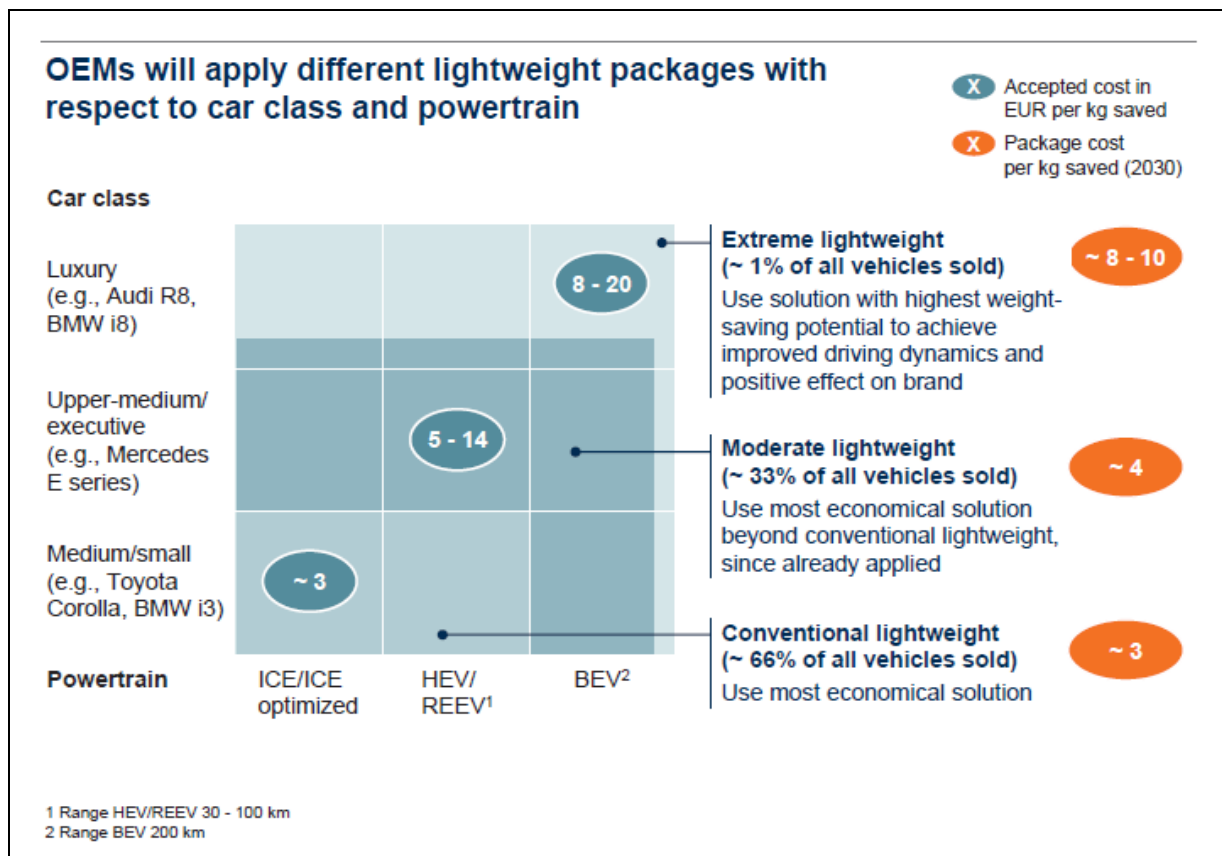 OEMs will apply different lightweight packages with
respect to car class and powertrain
X Accepted cost in
EUR per kg saved
X Package cost
per kg saved (2030)
Car class
Luxury
(e.g., Audi R8,
BMW i8)
8 - 20
Extreme lightweight
(~ 1% of all vehicles sold)
Use solution with highest weight-
saving potential to achieve
improved driving dynamics and
positive effect on brand
~ 8 - 10
Upper-medium/
executive
(e.g., Mercedes
E series)
5 - 14
Moderate lightweight
(~ 33% of all vehicles sold)
Use most economical solution
beyond conventional lightweight,
since already applied
~ 4
Medium/small
(e.g., Toyota
Corolla, BMW i3)
~ 3
Conventional lightweight
(~ 66% of all vehicles sold)
Use most economical solution
~ 3
Powertrain
ICE/ICE
optimized
HEV/
REEV¹
BEV²
1 Range HEV/REEV 30 - 100 km
2 Range BEV 200 km